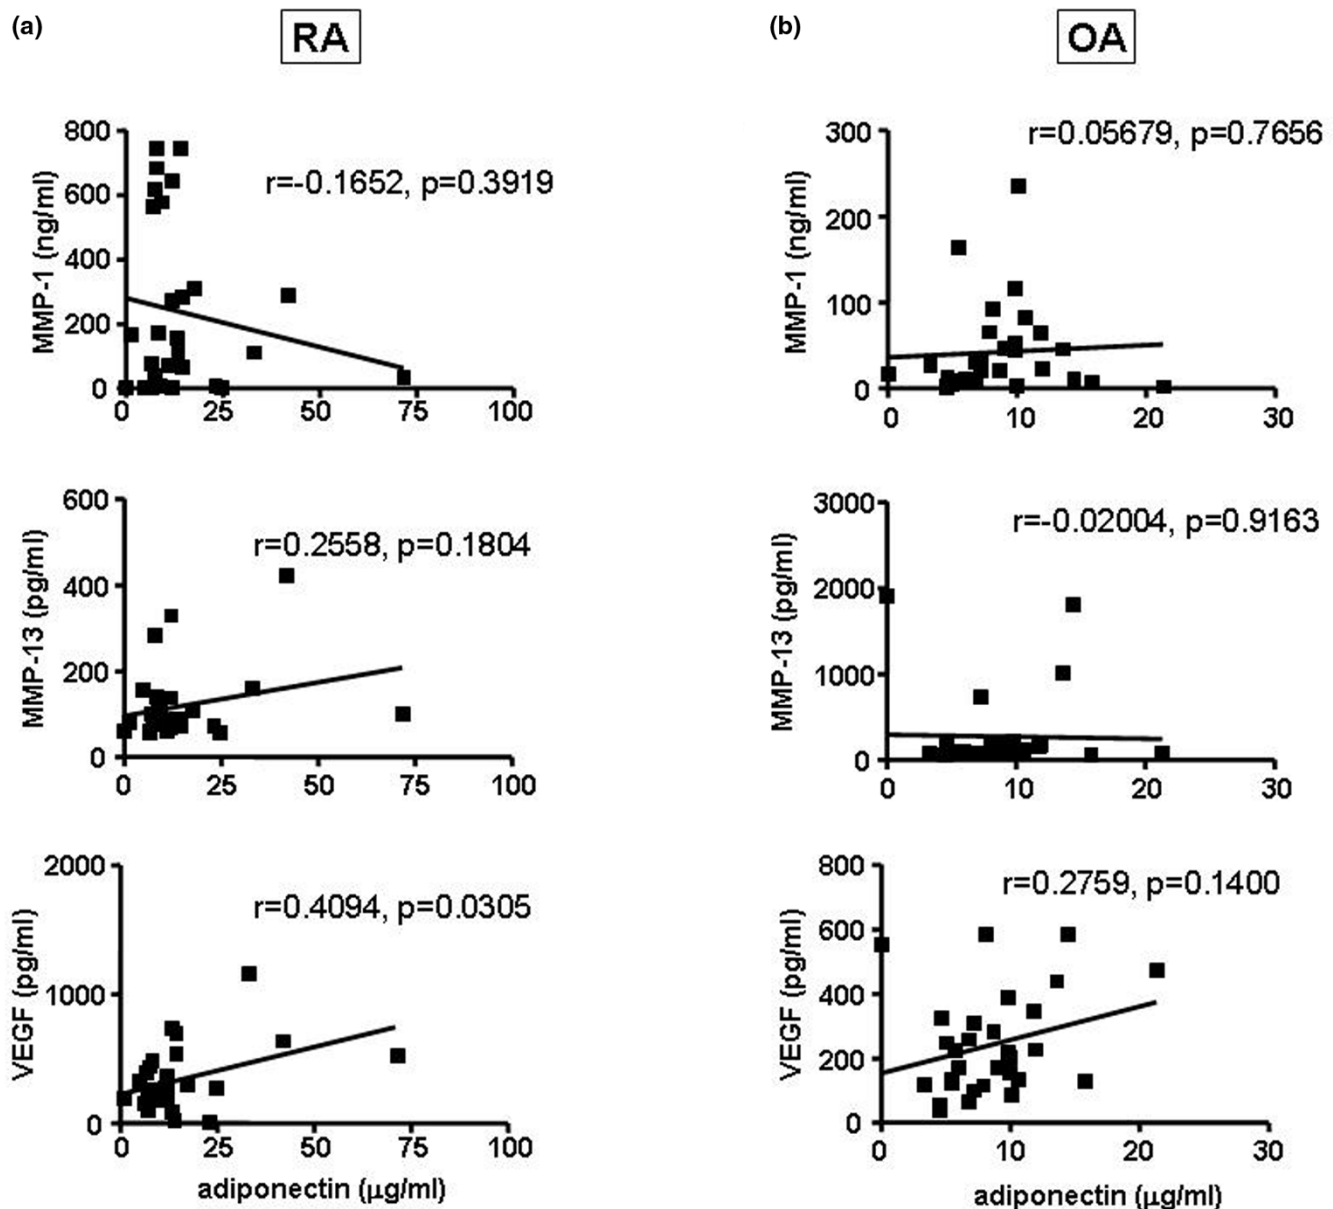 (a)
RA
800
600
400
200
0
MMP-1 (ng/ml)
r=-0.1652, p=0.3919
0 25 50 75 100
600
400
200
0
MMP-13 (pg/ml)
r=0.2558, p=0.1804
0 25 50 75 100
2000
1000
0
VEGF (pg/ml)
r=0.4094, p=0.0305
0 25 50 75 100
adiponectin (μg/ml)
(b)
OA
300
200
100
0
MMP-1 (ng/ml)
r=0.05679, p=0.7656
0 10 20 30
3000
2000
1000
0
MMP-13 (pg/ml)
r=-0.02004, p=0.9163
0 10 20 30
800
600
400
200
0
VEGF (pg/ml)
r=0.2759, p=0.1400
0 10 20 30
adiponectin (μg/ml)